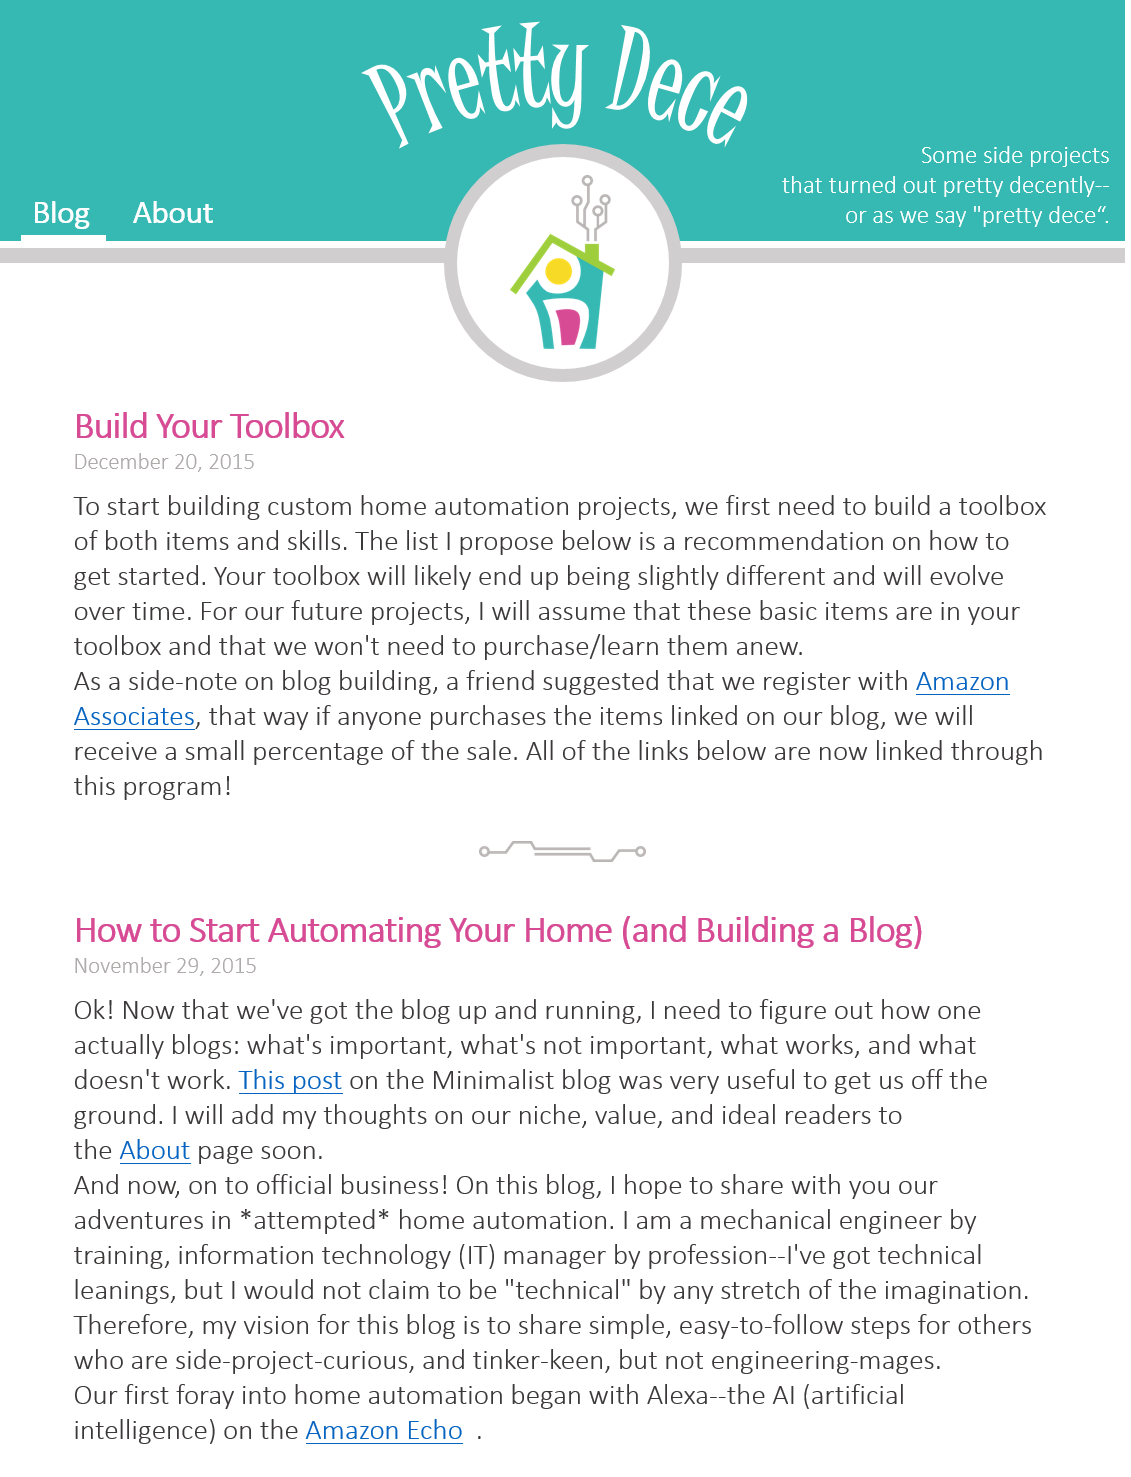 Pretty Dece
Some side projects
that turned out pretty decently--
or as we say "pretty dece“.
Blog About
Build Your Toolbox
December 20, 2015
To start building custom home automation projects, we first need to build a toolbox
of both items and skills. The list I propose below is a recommendation on how to
get started. Your toolbox will likely end up being slightly different and will evolve
over time. For our future projects, I will assume that these basic items are in your
toolbox and that we won't need to purchase/learn them anew.
As a side-note on blog building, a friend suggested that we register with Amazon
Associates, that way if anyone purchases the items linked on our blog, we will
receive a small percentage of the sale. All of the links below are now linked through
this program!
How to Start Automating Your Home (and Building a Blog)
November 29, 2015
Ok! Now that we've got the blog up and running, I need to figure out how one
actually blogs: what's important, what's not important, what works, and what
doesn't work. This post on the Minimalist blog was very useful to get us off the
ground. I will add my thoughts on our niche, value, and ideal readers to
the About page soon.
And now, on to official business! On this blog, I hope to share with you our
adventures in *attempted* home automation. I am a mechanical engineer by
training, information technology (IT) manager by profession--I've got technical
leanings, but I would not claim to be "technical" by any stretch of the imagination.
Therefore, my vision for this blog is to share simple, easy-to-follow steps for others
who are side-project-curious, and tinker-keen, but not engineering-mages.
Our first foray into home automation began with Alexa--the AI (artificial
intelligence) on the Amazon Echo .